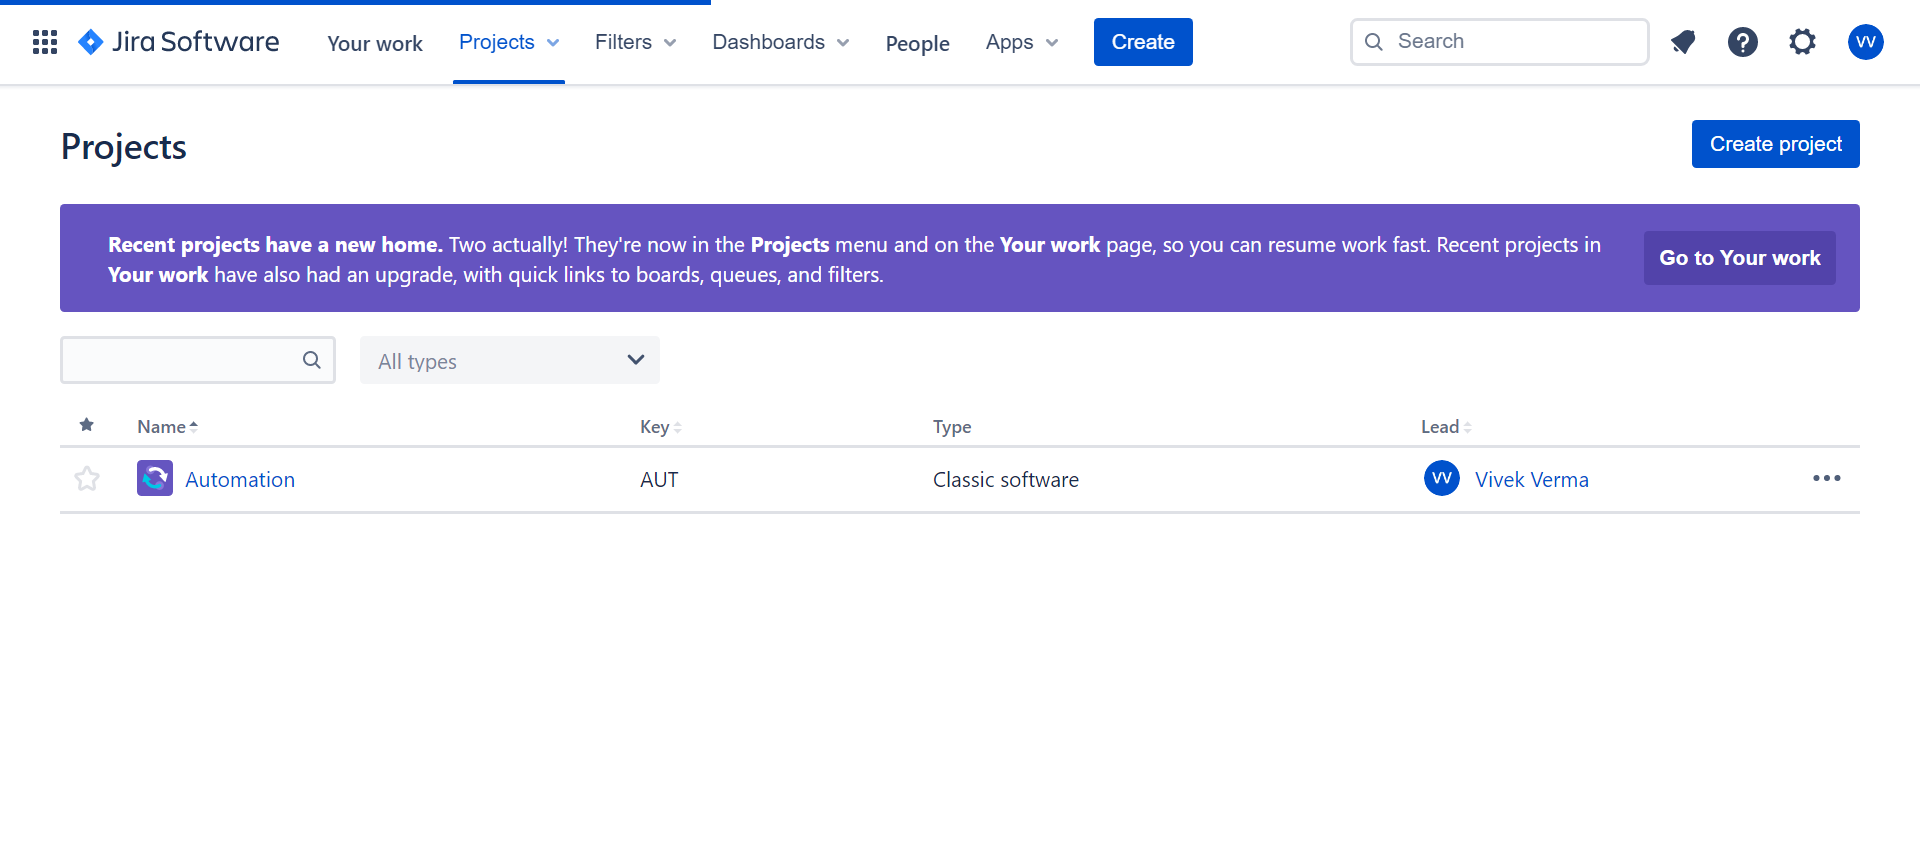 Jira Software Your work Projects Filters Dashboards People Apps Create Search VV
Projects
Create project
Recent projects have a new home. Two actually! They're now in the Projects menu and on the Your work page, so you can resume work fast. Recent projects in
Your work have also had an upgrade, with quick links to boards, queues, and filters.
Go to Your work
All types
Name Key Type Lead
Automation AUT Classic software VV Vivek Verma